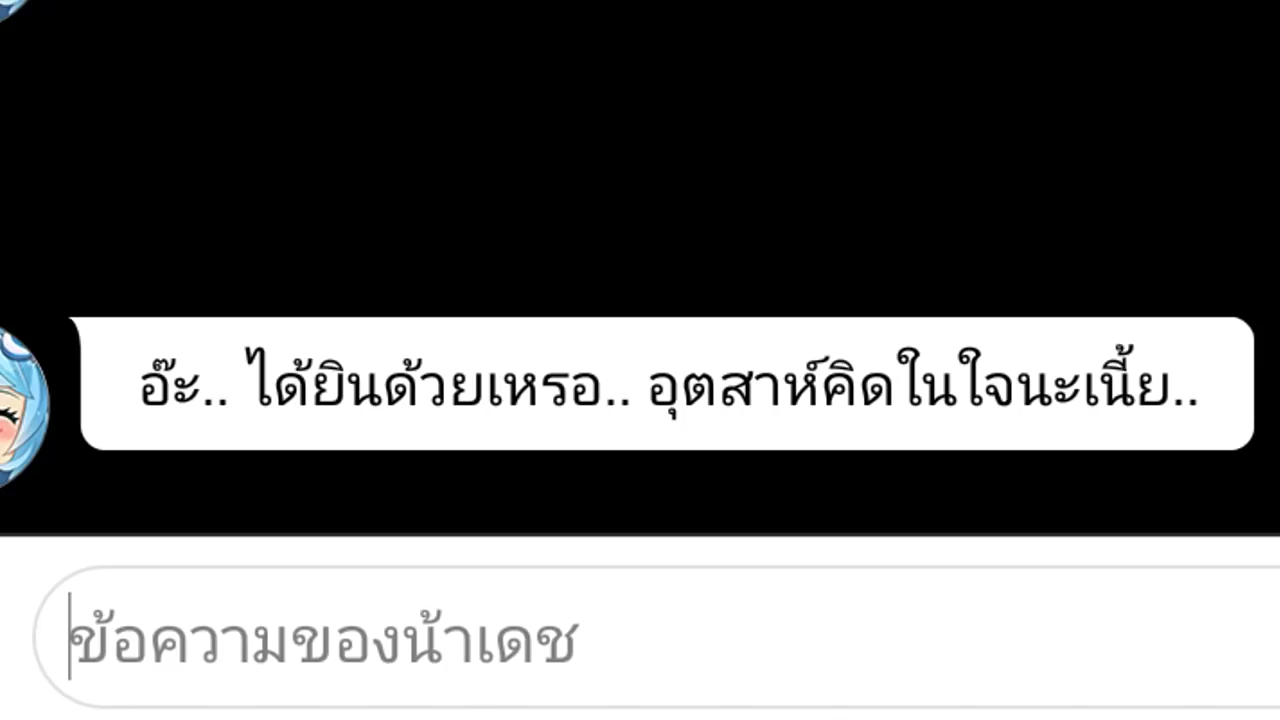 อ๊ะ.. ได้ยินด้วยเหรอ.. อุตสาห์คิดในใจนะเนี้ย..
ข้อความของน้าเดช